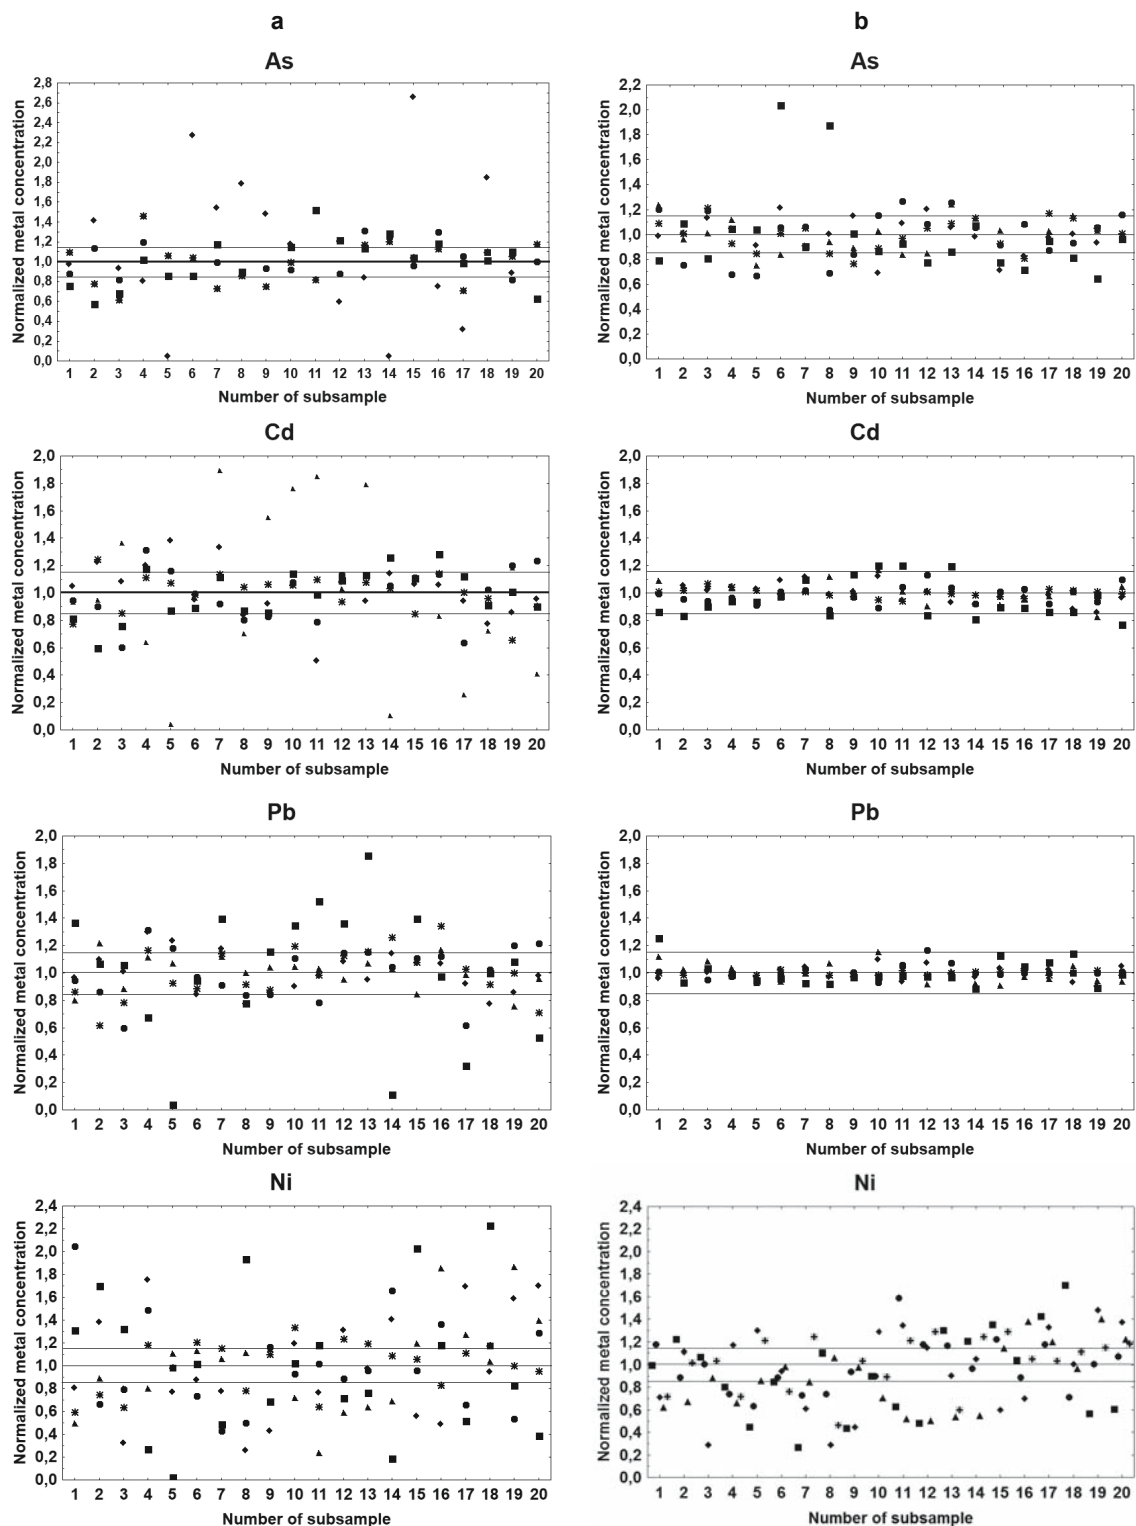 a
As
Normalized metal concentration
2,8
2,6
2,4
2,2
2,0
1,8
1,6
1,4
1,2
1,0
0,8
0,6
0,4
0,2
0,0
1 2 3 4 5 6 7 8 9 10 11 12 13 14 15 16 17 18 19 20
Number of subsample
Cd
Normalized metal concentration
2,0
1,8
1,6
1,4
1,2
1,0
0,8
0,6
0,4
0,2
0,0
1 2 3 4 5 6 7 8 9 10 11 12 13 14 15 16 17 18 19 20
Number of subsample
Pb
Normalized metal concentration
2,0
1,8
1,6
1,4
1,2
1,0
0,8
0,6
0,4
0,2
0,0
1 2 3 4 5 6 7 8 9 10 11 12 13 14 15 16 17 18 19 20
Number of subsample
Ni
Normalized metal concentration
2,4
2,2
2,0
1,8
1,6
1,4
1,2
1,0
0,8
0,6
0,4
0,2
0,0
1 2 3 4 5 6 7 8 9 10 11 12 13 14 15 16 17 18 19 20
Number of subsample
b
As
Normalized metal concentration
2,2
2,0
1,8
1,6
1,4
1,2
1,0
0,8
0,6
0,4
0,2
0,0
1 2 3 4 5 6 7 8 9 10 11 12 13 14 15 16 17 18 19 20
Number of subsample
Cd
Normalized metal concentration
2,0
1,8
1,6
1,4
1,2
1,0
0,8
0,6
0,4
0,2
0,0
1 2 3 4 5 6 7 8 9 10 11 12 13 14 15 16 17 18 19 20
Number of subsample
Pb
Normalized metal concentration
2,0
1,8
1,6
1,4
1,2
1,0
0,8
0,6
0,4
0,2
0,0
1 2 3 4 5 6 7 8 9 10 11 12 13 14 15 16 17 18 19 20
Number of subsample
Ni
Normalized metal concentration
2,4
2,2
2,0
1,8
1,6
1,4
1,2
1,0
0,8
0,6
0,4
0,2
0,0
1 2 3 4 5 6 7 8 9 10 11 12 13 14 15 16 17 18 19 20
Number of subsample